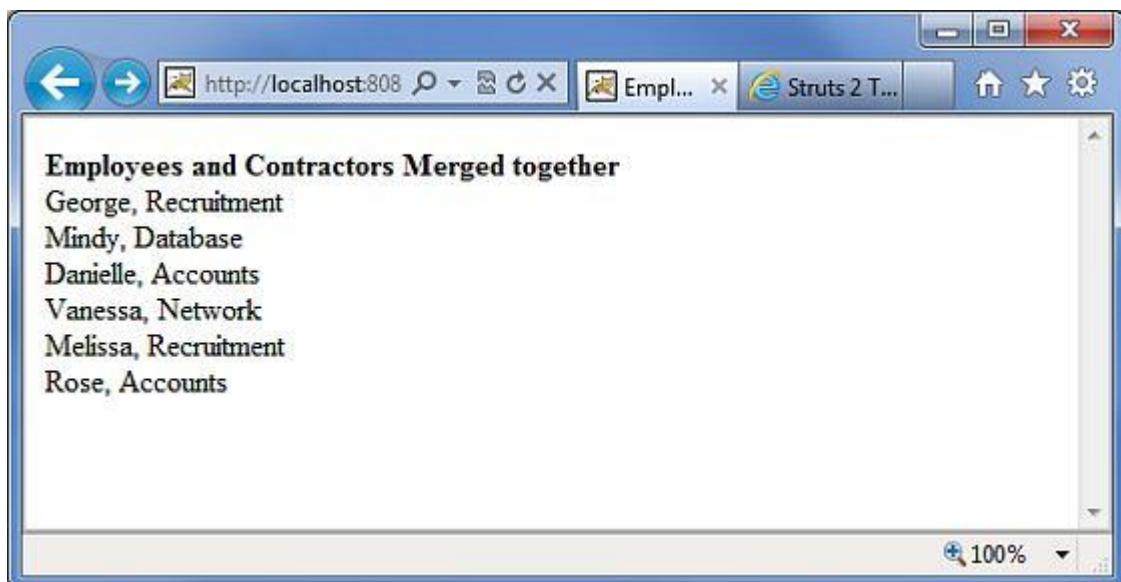 http://localhost:808
Empl...
Struts 2 T...
Employees and Contractors Merged together
George, Recruitment
Mindy, Database
Danielle, Accounts
Vanessa, Network
Melissa, Recruitment
Rose, Accounts
100%